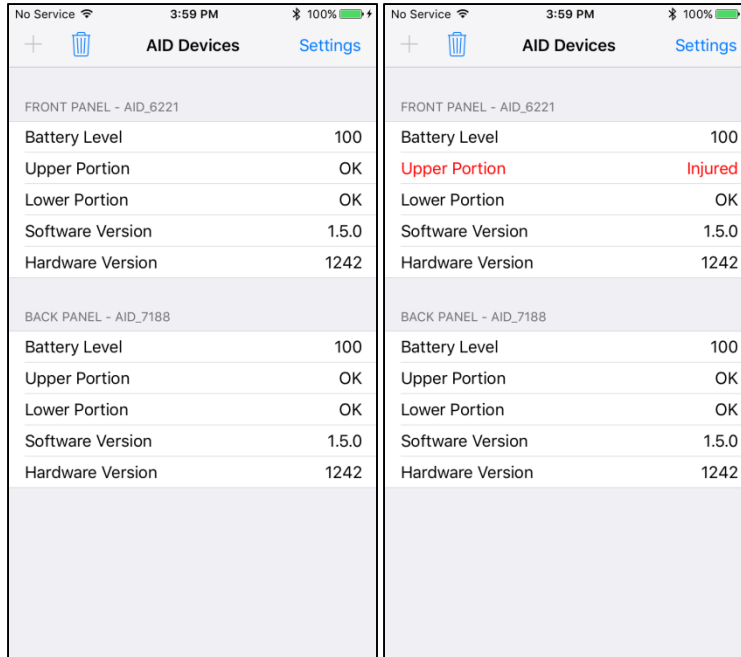 No Service 3:59 PM 100%
AID Devices Settings
FRONT PANEL - AID_6221
Battery Level 100
Upper Portion OK
Lower Portion OK
Software Version 1.5.0
Hardware Version 1242
BACK PANEL - AID_7188
Battery Level 100
Upper Portion OK
Lower Portion OK
Software Version 1.5.0
Hardware Version 1242
No Service 3:59 PM 100%
AID Devices Settings
FRONT PANEL - AID_6221
Battery Level 100
Upper Portion Injured
Lower Portion OK
Software Version 1.5.0
Hardware Version 1242
BACK PANEL - AID_7188
Battery Level 100
Upper Portion OK
Lower Portion OK
Software Version 1.5.0
Hardware Version 1242